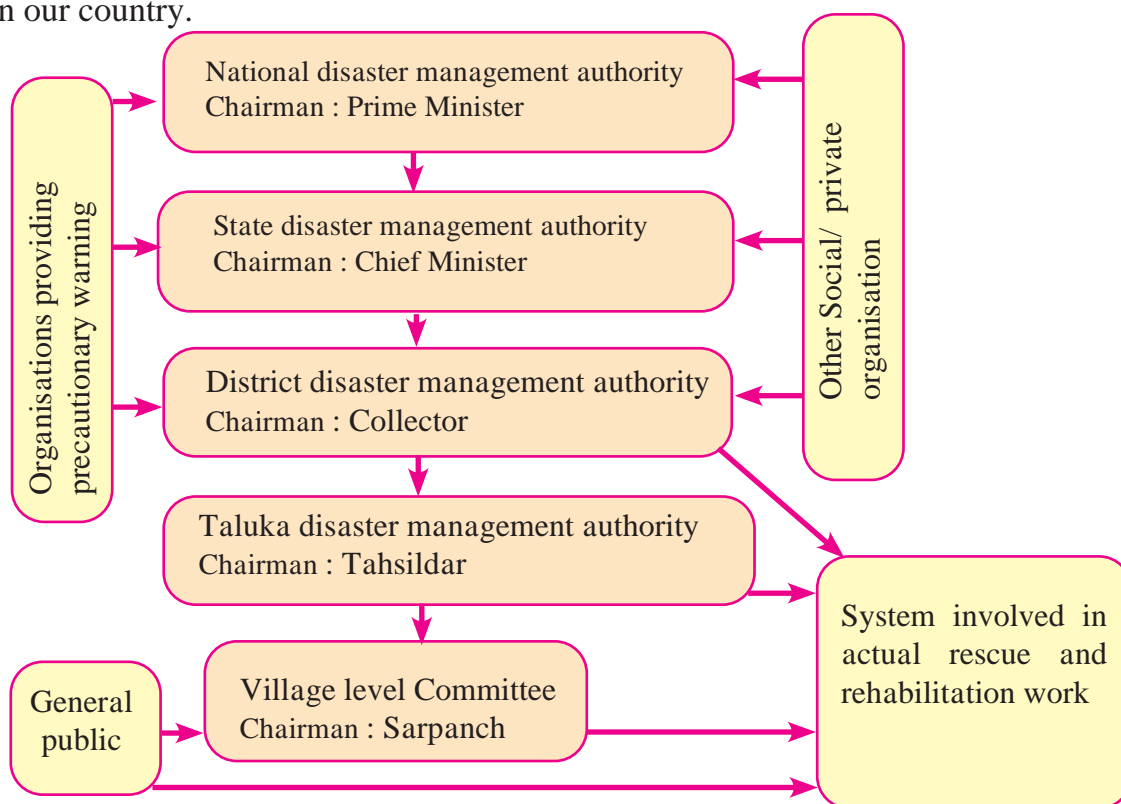 n our country.
National disaster management authority
Chairman : Prime Minister
Organisations providing
precautionary warning
Other Social/ private
organisation
State disaster management authority
Chairman : Chief Minister
District disaster management authority
Chairman : Collector
Taluka disaster management authority
Chairman : Tahsildar
System involved in
actual rescue and
rehabilitation work
Village level Committee
Chairman : Sarpanch
General
public